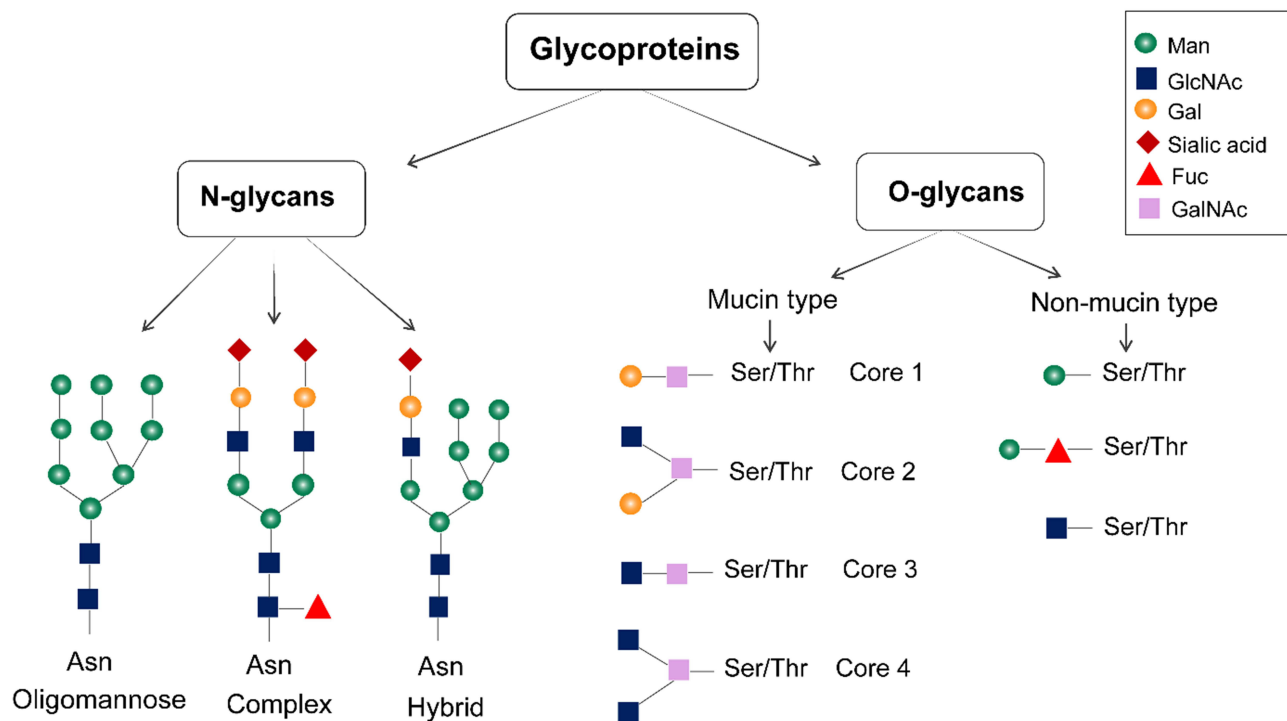 Glycoproteins
Man
GlcNAc
Gal
Sialic acid
Fuc
GalNAc
N-glycans
O-glycans
Mucin type
Non-mucin type
Ser/Thr Core 1
Ser/Thr Core 2
Ser/Thr Core 3
Ser/Thr Core 4
Ser/Thr
Ser/Thr
Ser/Thr
Asn
Oligomannose
Asn
Complex
Asn
Hybrid